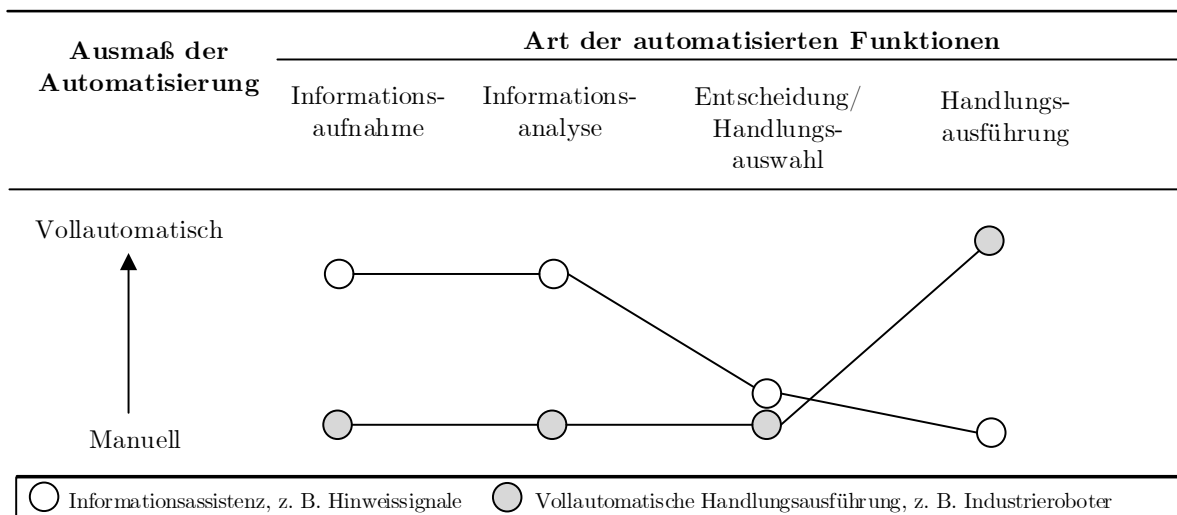 Ausmaß der
Automatisierung
Art der automatisierten Funktionen
Informations-
aufnahme
Informations-
analyse
Entscheidung/
Handlungs-
auswahl
Handlungs-
ausführung
Vollautomatisch
Manuell
Informationsassistenz, z. B. Hinweissignale
Vollautomatische Handlungsausführung, z. B. Industrieroboter